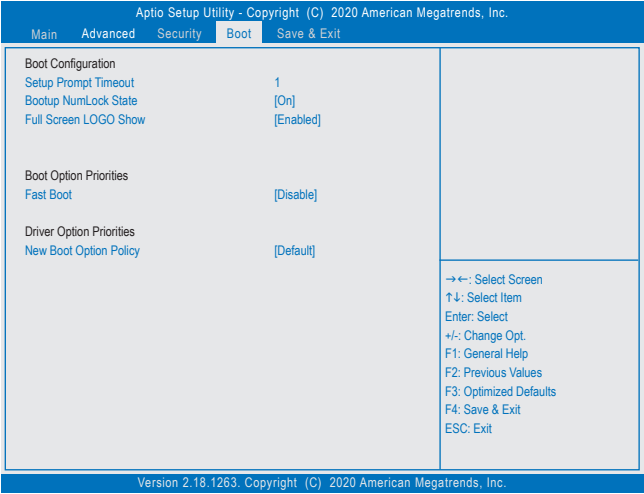 Aptio Setup Utility - Copyright (C) 2020 American Megatrends, Inc.
Main Advanced Security Boot Save & Exit
Boot Configuration
Setup Prompt Timeout 1
Bootup NumLock State [On]
Full Screen LOGO Show [Enabled]
Boot Option Priorities
Fast Boot [Disable]
Driver Option Priorities
New Boot Option Policy [Default]
→←: Select Screen
↑↓: Select Item
Enter: Select
+/-: Change Opt.
F1: General Help
F2: Previous Values
F3: Optimized Defaults
F4: Save & Exit
ESC: Exit
Version 2.18.1263. Copyright (C) 2020 American Megatrends, Inc.